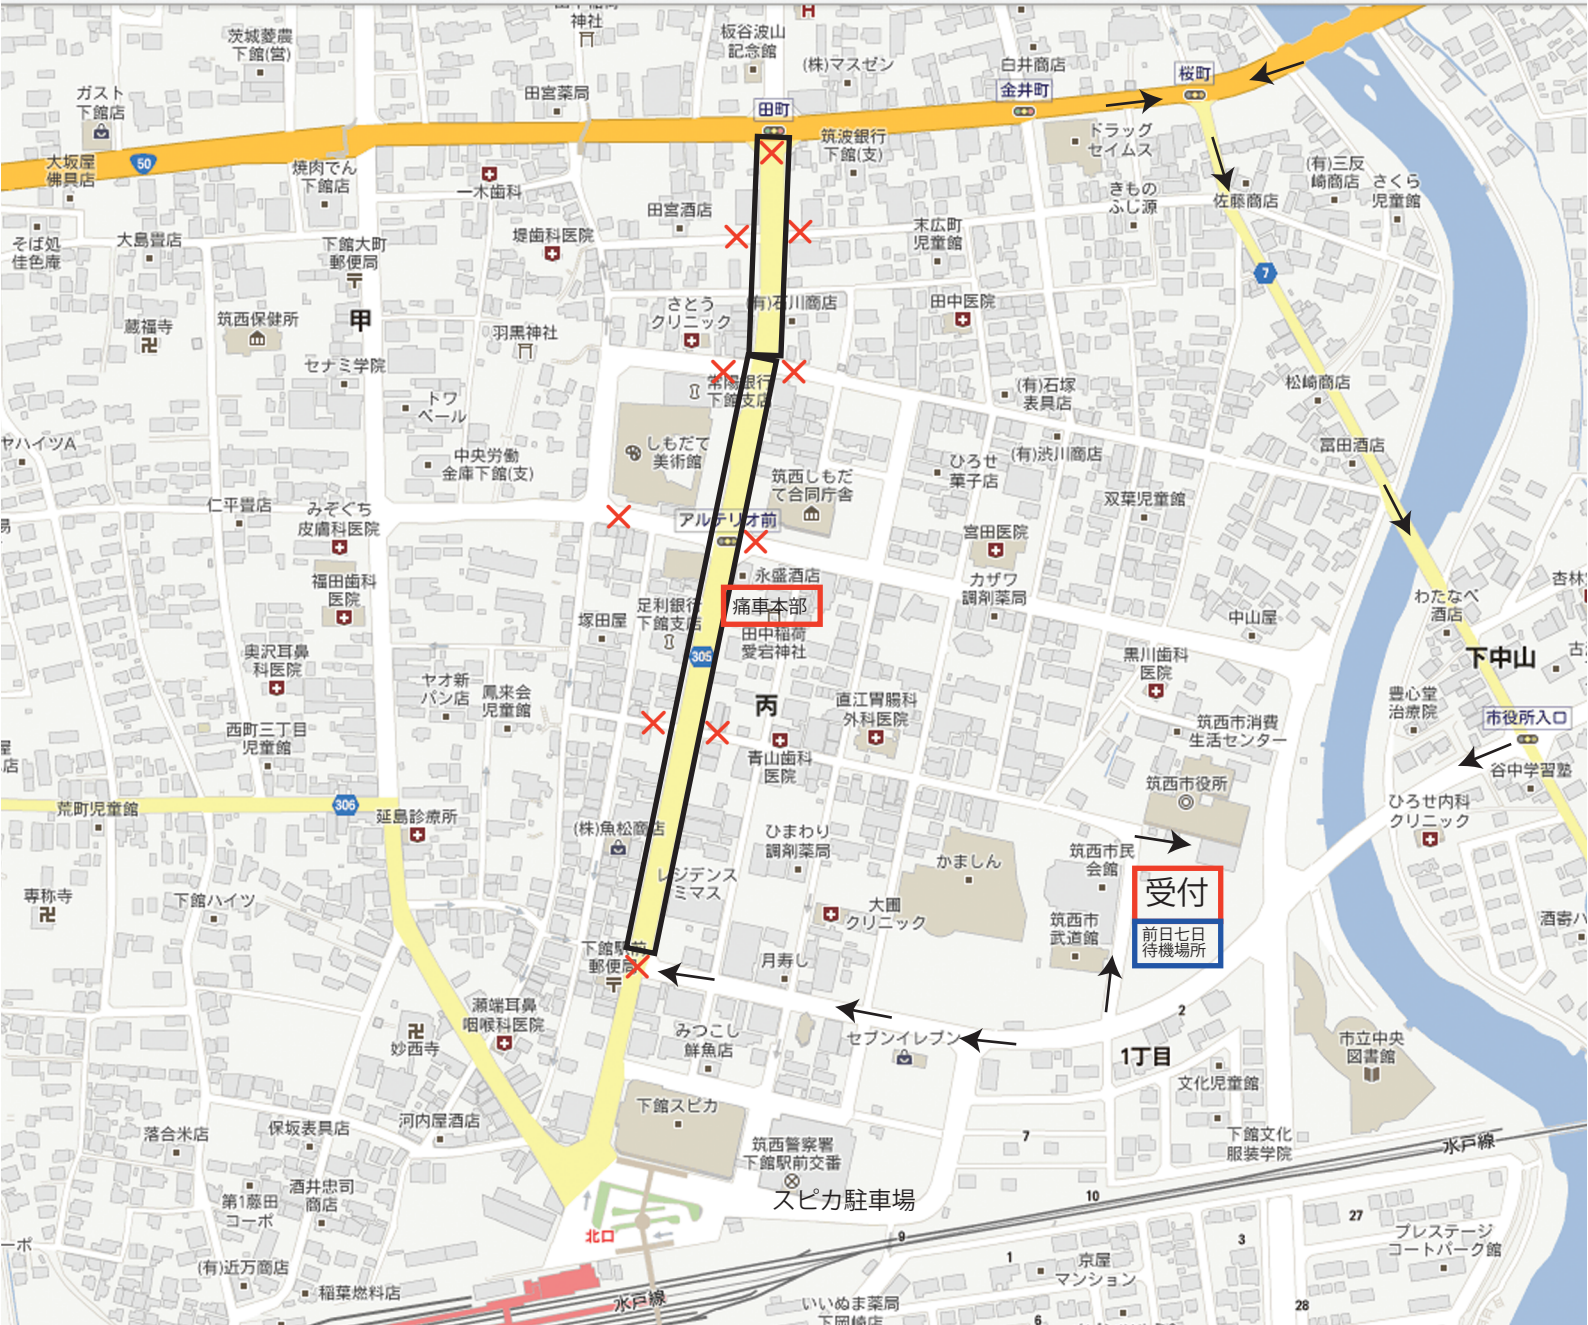 神社
茨城菱農
下館(営)
板谷波山
記念館
(株)マスゼン
白井商店
桜町
金井町
ガスト
下館店
田宮薬局
田町
筑波銀行
下館(支)
ドラッグ
セイムス
大坂屋
佛具店
50
焼肉でん
下館店
一木歯科
(有)三反
崎商店
さくら
児童館
きもの
ふじ源
佐藤商店
田宮酒店
末広町
児童館
そば処
佳色庵
大島畳店
下館大町
郵便局
堤歯科医院
7
さとう
クリニック
(有)石川商店
田中医院
甲
蔵福寺
筑西保健所
羽黒神社
セナミ学院
常陽銀行
下館支店
(有)石塚
表具店
松崎商店
トワ
ベール
ヤハイツA
しもだて
美術館
中央労働
金庫下館(支)
冨田酒店
(有)渋川商店
ひろせ
菓子店
筑西しもだ
て合同庁舎
双葉児童館
仁平畳店
みぞぐち
皮膚科医院
アルテリオ前
宮田医院
福田歯科
医院
永盛酒店
カザワ
調剤薬局
痛車本部
足利銀行
下館支店
塚田屋
田中稲荷
愛宕神社
中山屋
わたなべ
酒店
杏林
奥沢耳鼻
科医院
305
黒川歯科
医院
下中山
ヤオ新
パン店
鳳来会
児童館
丙
直江胃腸科
外科医院
豊心堂
治療院
市役所入口
西町三丁目
児童館
筑西市消費
生活センター
青山歯科
医院
筑西市役所
谷中学習塾
荒町児童館
306
延島診療所
(株)魚松商店
ひまわり
調剤薬局
ひろせ内科
クリニック
筑西市民
会館
かましん
レジデンス
ミマス
受付
専称寺
下館ハイツ
大圃
クリニック
筑西市
武道館
前日七日
待機場所
酒寄ハ
下館駅前
郵便局
月寿し
瀬端耳鼻
咽喉科医院
2
妙西寺
みつこし
鮮魚店
セブンイレブン
1丁目
市立中央
図書館
文化児童館
下館スピカ
河内屋酒店
保坂表具店
落合米店
7
下館文化
服装学院
水戸線
筑西警察署
下館駅前交番
スピカ駐車場
第1藤田
コーポ
酒井忠司
商店
10
27
北口
9
3
プレステージ
コートパーク館
ーポ
(有)近万商店
1
京屋
マンション
稲葉燃料店
水戸線
いいぬま薬局
下岡崎店
28
6